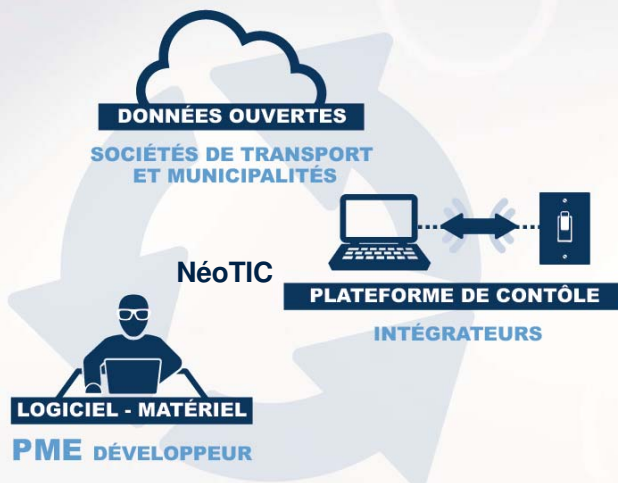 DONNÉES OUVERTES
SOCIÉTÉS DE TRANSPORT
ET MUNICIPALITÉS
NéoTIC
PLATEFORME DE CONTÔLE
INTÉGRATEURS
LOGICIEL - MATÉRIEL
PME DÉVELOPPEUR